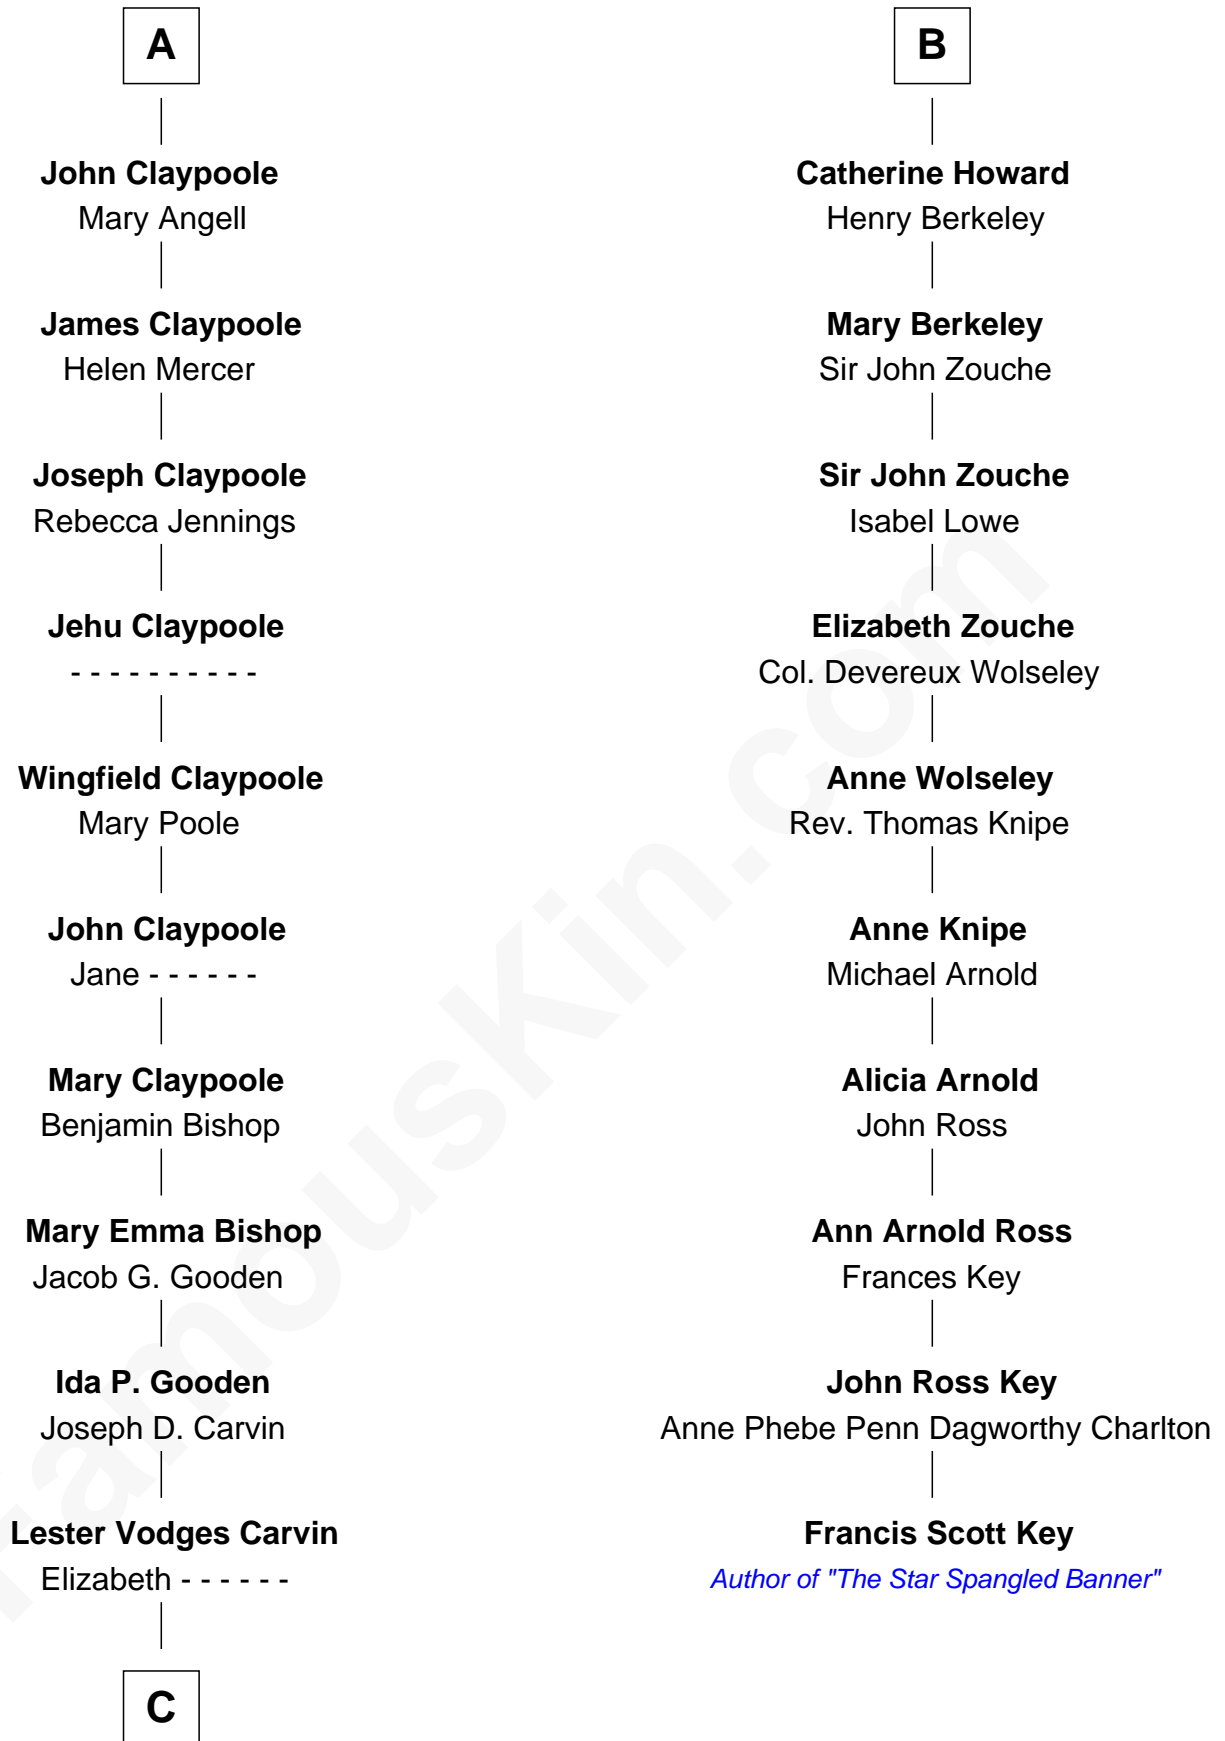 A
John Claypoole
Mary Angell
James Claypoole
Helen Mercer
Joseph Claypoole
Rebecca Jennings
Jehu Claypoole
- - - - - - - - - -
Wingfield Claypoole
Mary Poole
John Claypoole
Jane - - - - - -
Mary Claypoole
Benjamin Bishop
Mary Emma Bishop
Jacob G. Gooden
Ida P. Gooden
Joseph D. Carvin
Lester Vodges Carvin
Elizabeth - - - - - -
C
B
Catherine Howard
Henry Berkeley
Mary Berkeley
Sir John Zouche
Sir John Zouche
Isabel Lowe
Elizabeth Zouche
Col. Devereux Wolseley
Anne Wolseley
Rev. Thomas Knipe
Anne Knipe
Michael Arnold
Alicia Arnold
John Ross
Ann Arnold Ross
Frances Key
John Ross Key
Anne Phebe Penn Dagworthy Charlton
Francis Scott Key
Author of "The Star Spangled Banner"
FamousKin.com